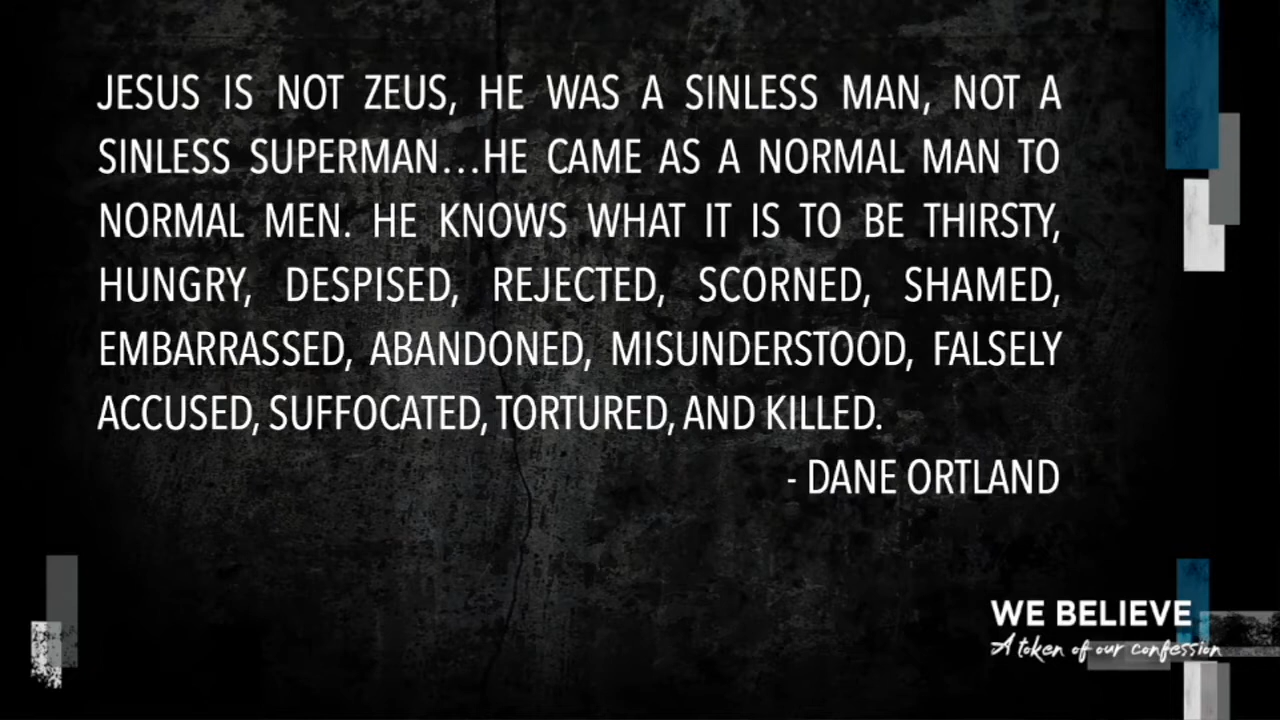 JESUS IS NOT ZEUS, HE WAS A SINLESS MAN, NOT A
SINLESS SUPERMAN...HE CAME AS A NORMAL MAN TO
NORMAL MEN. HE KNOWS WHAT IT IS TO BE THIRSTY,
HUNGRY, DESPISED, REJECTED, SCORNED, SHAMED,
EMBARRASSED, ABANDONED, MISUNDERSTOOD, FALSELY
ACCUSED, SUFFOCATED, TORTURED, AND KILLED.
- DANE ORTLAND
WE BELIEVE
A token of our confession